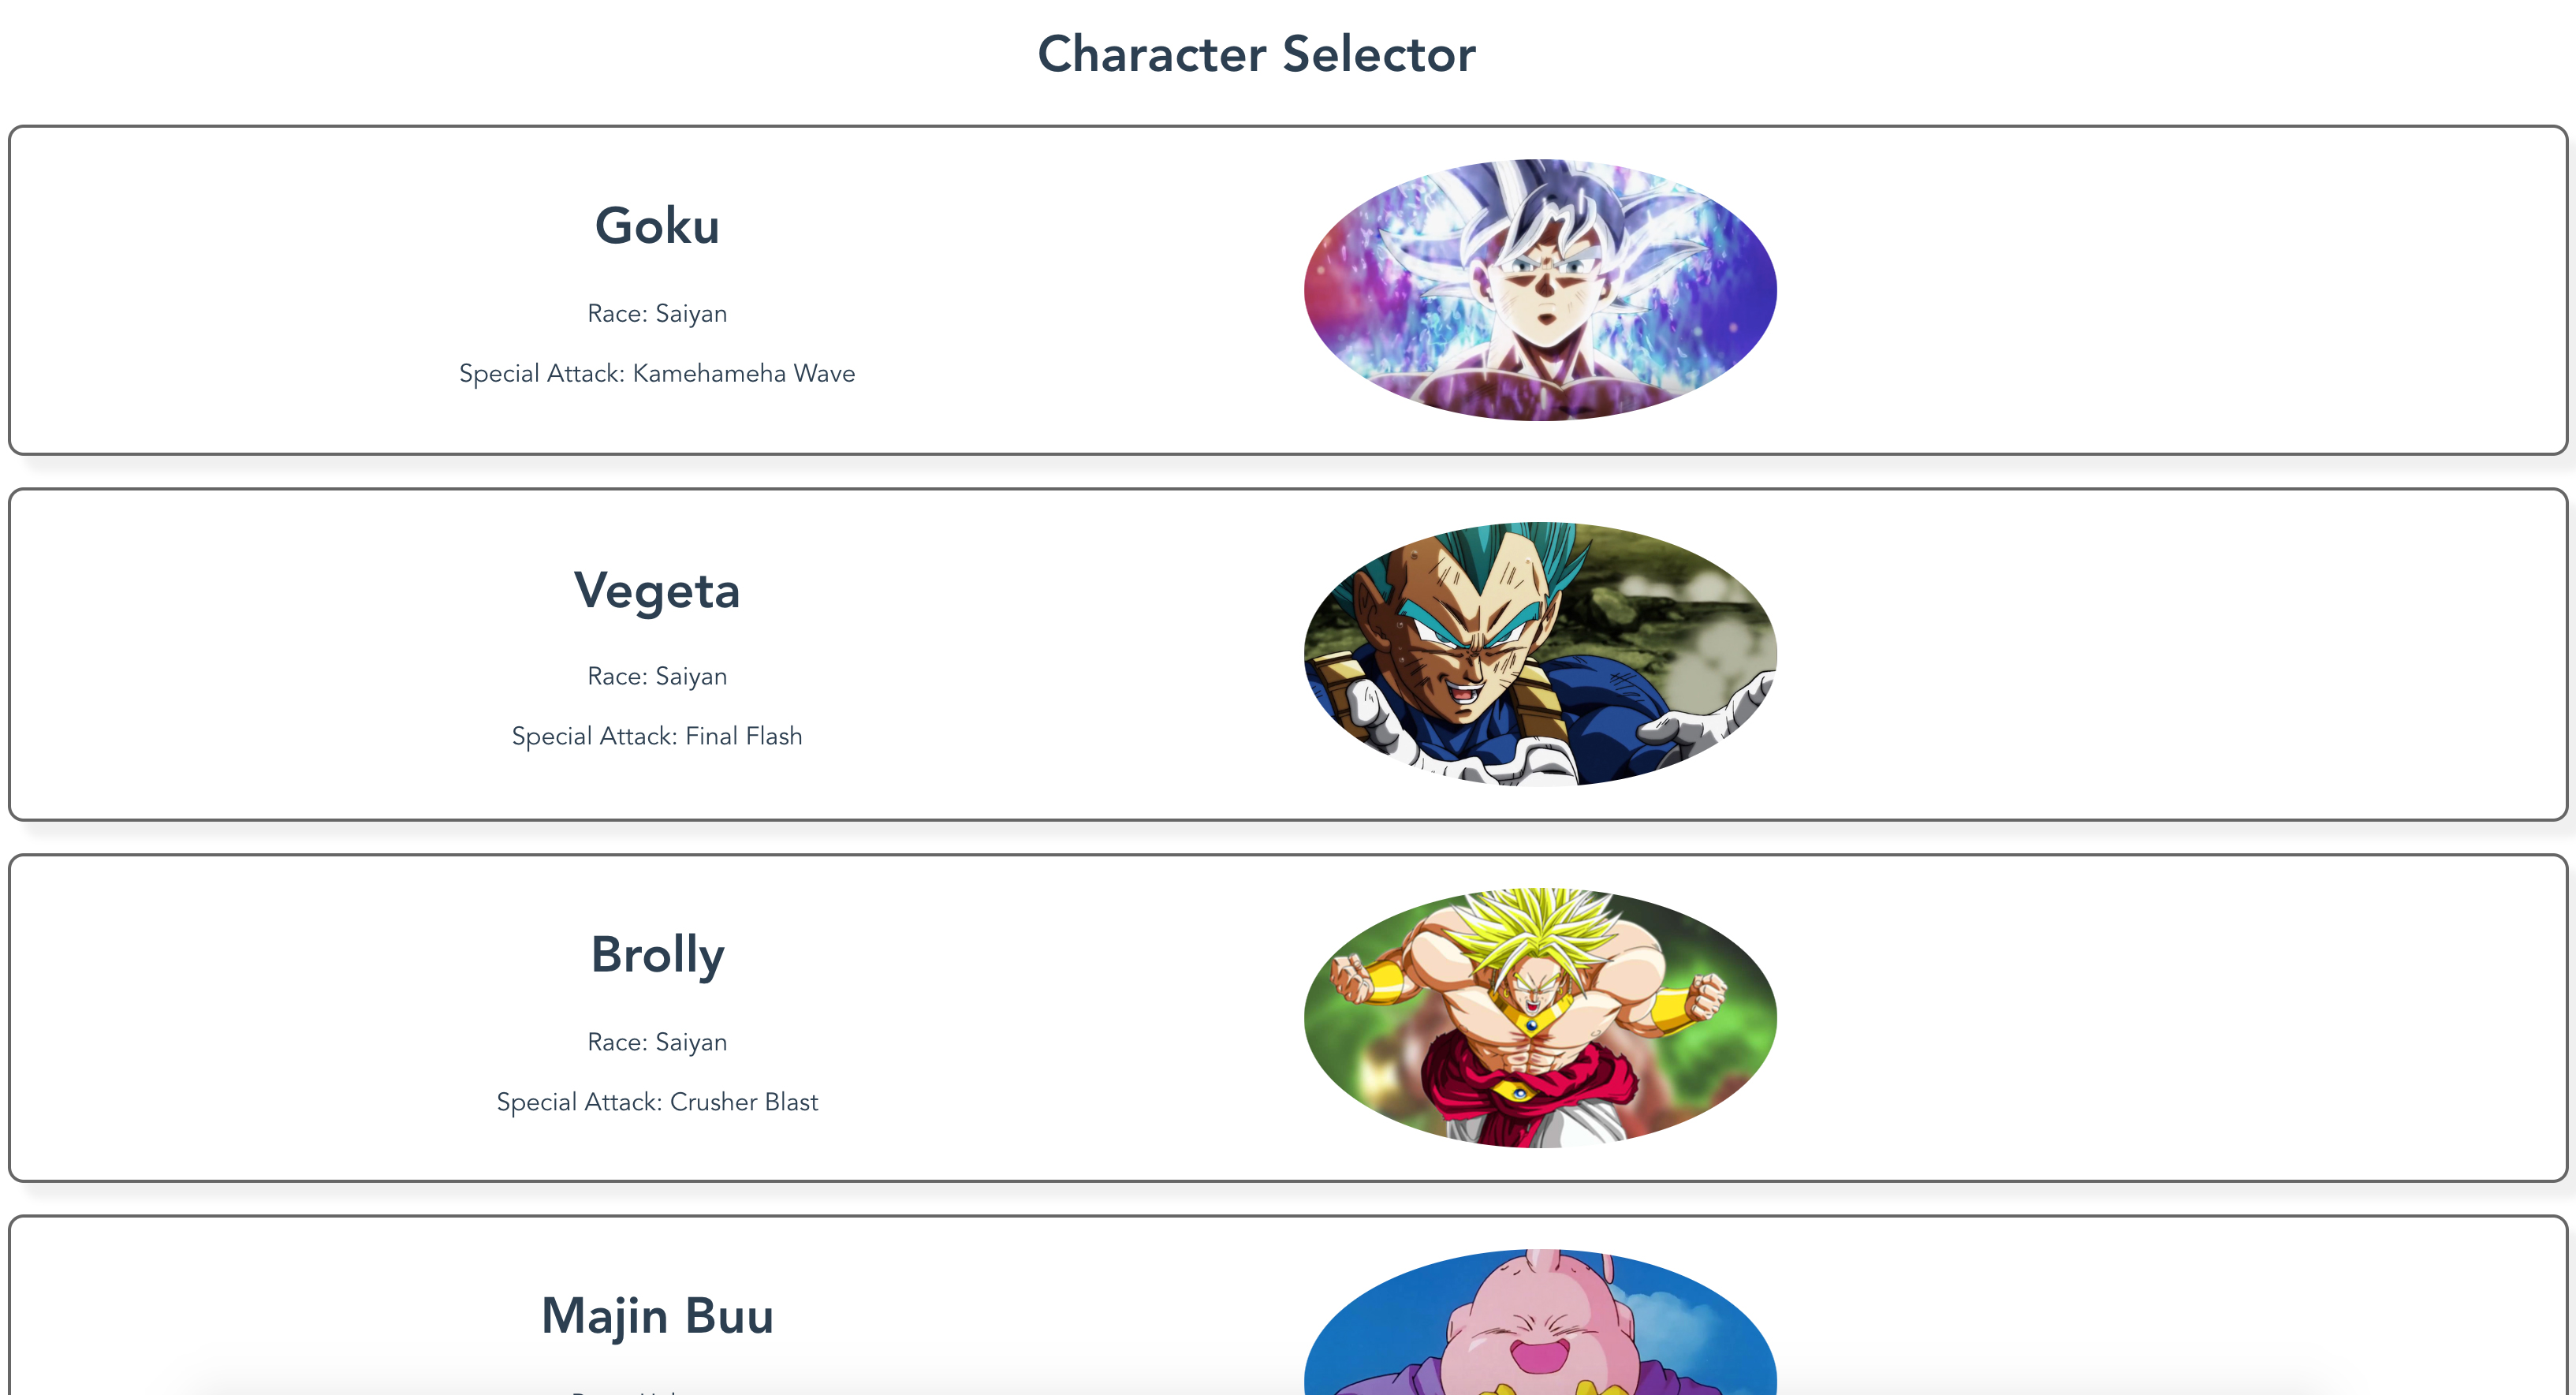 Character Selector
Goku
Race: Saiyan
Special Attack: Kamehameha Wave
Vegeta
Race: Saiyan
Special Attack: Final Flash
Brolly
Race: Saiyan
Special Attack: Crusher Blast
Majin Buu